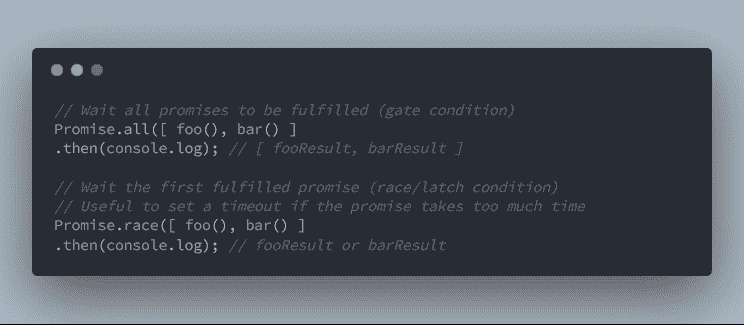 // Wait all promises to be fulfilled (gate condition)
Promise.all([ foo(), bar() ]
.then(console.log); // [ fooResult, barResult ]
// Wait the first fulfilled promise (race/latch condition)
// Useful to set a timeout if the promise takes too much time
Promise.race([ foo(), bar() ]
.then(console.log); // fooResult or barResult